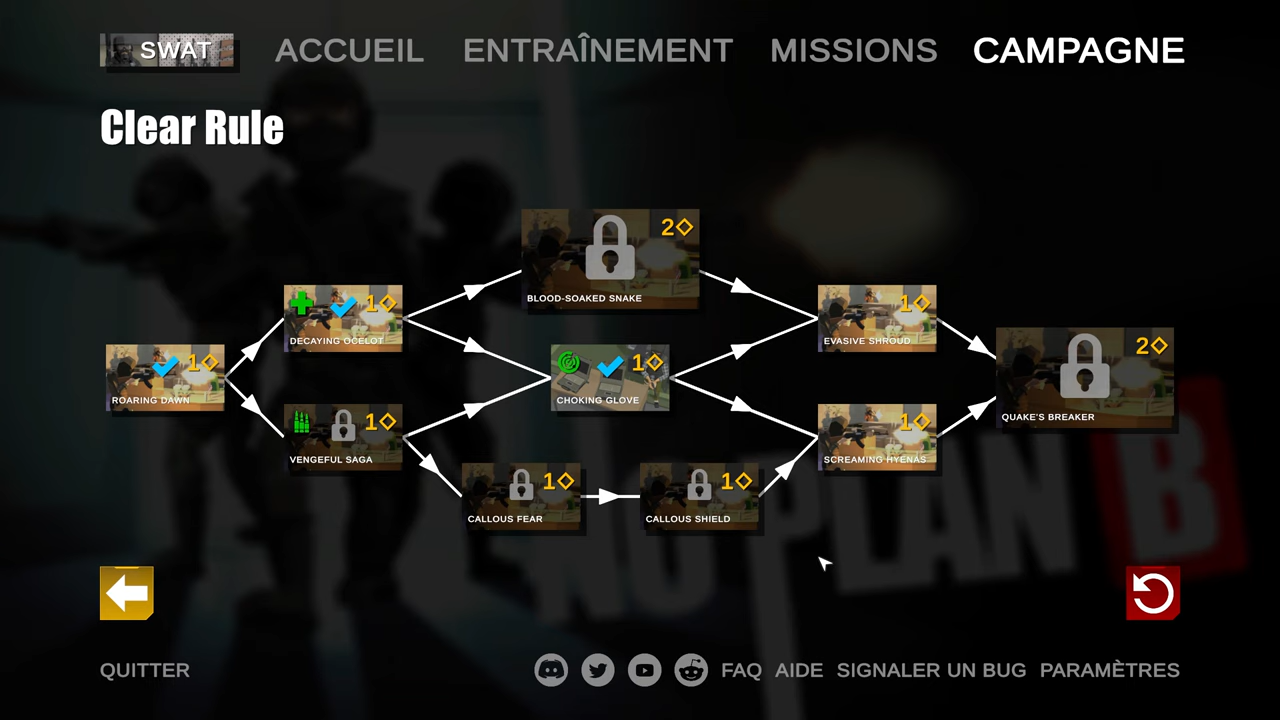 SWAT ACCUEIL ENTRAÎNEMENT MISSIONS CAMPAGNE
Clear Rule
2
BLOOD-SOAKED SNAKE
1
DECAYING OCELOT
1
EVASIVE SHROUD
2
QUAKE'S BREAKER
1
ROARING DAWN
1
CHOKING GLOVE
1
VENGEFUL SAGA
1
SCREAMING HYENAS
1
CALLOUS FEAR
1
CALLOUS SHIELD
NO PLAN B
QUITTER FAQ AIDE SIGNALER UN BUG PARAMÈTRES